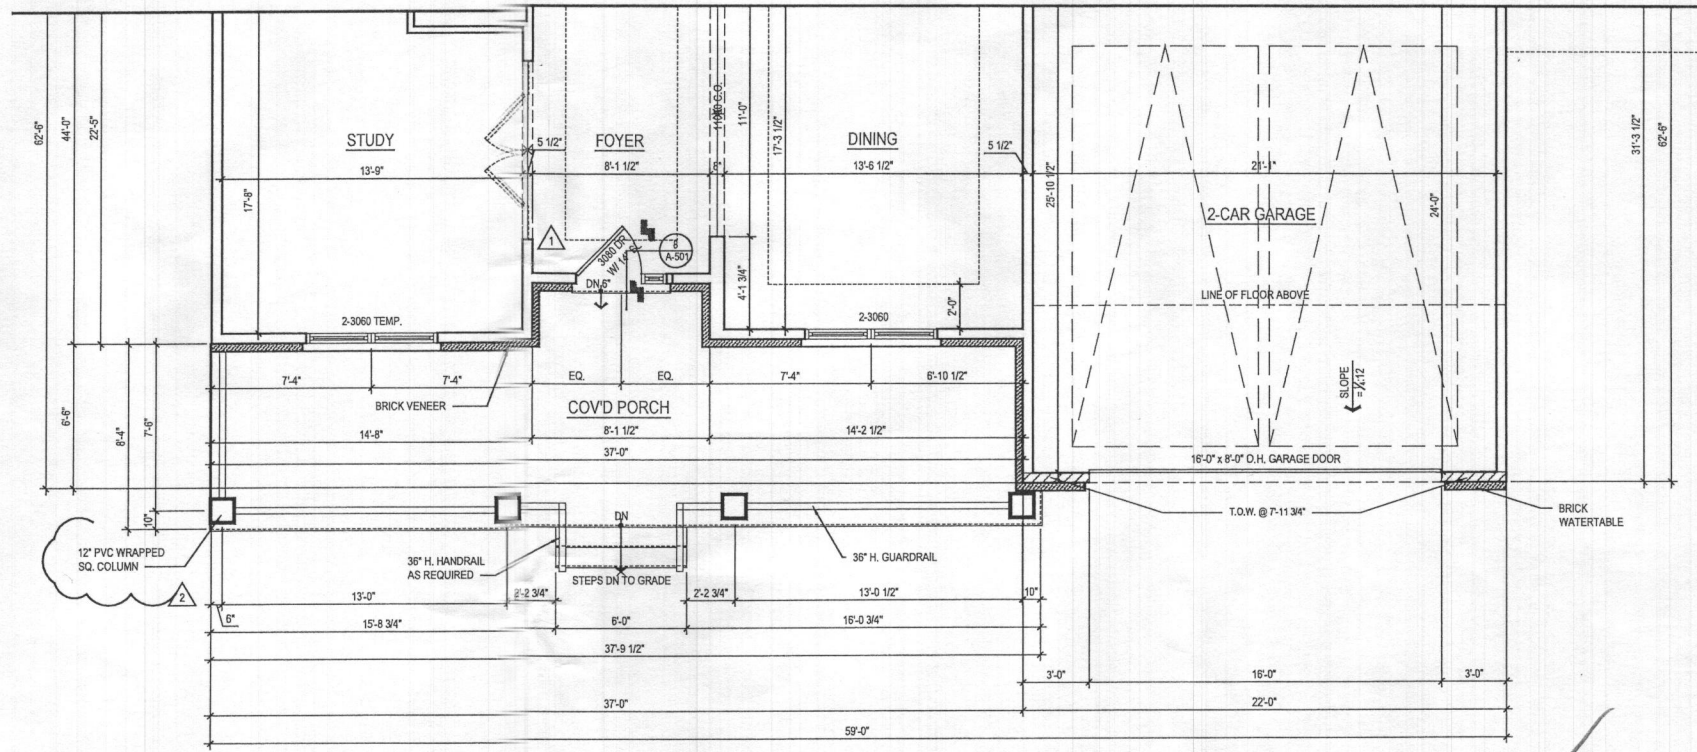 62'-6"
44'-0"
22'-5"
STUDY
13'-9"
17'-8"
5 1/2"
FOYER
8'-1 1/2"
6"
11'-0"
17'-3 1/2"
DINING
13'-6 1/2"
5 1/2"
25'-10 1/2"
24'-0"
2-CAR GARAGE
31'-3 1/2"
62'-6"
1
3080 DR
6
A-501
DN 6"
4'-1 3/4"
2'-0"
LINE OF FLOOR ABOVE
2-3060 TEMP.
2-3060
7'-4"
7'-4"
EQ.
EQ.
7'-4"
6'-10 1/2"
SLOPE
BRICK VENEER
COV'D PORCH
6'-6"
8'-4"
7'-6"
10"
14'-8"
8'-1 1/2"
14'-2 1/2"
37'-0"
16'-0" x 8'-0" O.H. GARAGE DOOR
T.O.W. @ 7'-11 3/4"
BRICK
WATERTABLE
DN
12" PVC WRAPPED
SQ. COLUMN
2
36" H. HANDRAIL
AS REQUIRED
STEPS DN TO GRADE
36" H. GUARDRAIL
13'-0"
2'-2 3/4"
2'-2 3/4"
13'-0 1/2"
10"
6"
15'-8 3/4"
6'-0"
16'-0 3/4"
37'-9 1/2"
3'-0"
16'-0"
3'-0"
37'-0"
22'-0"
59'-0"